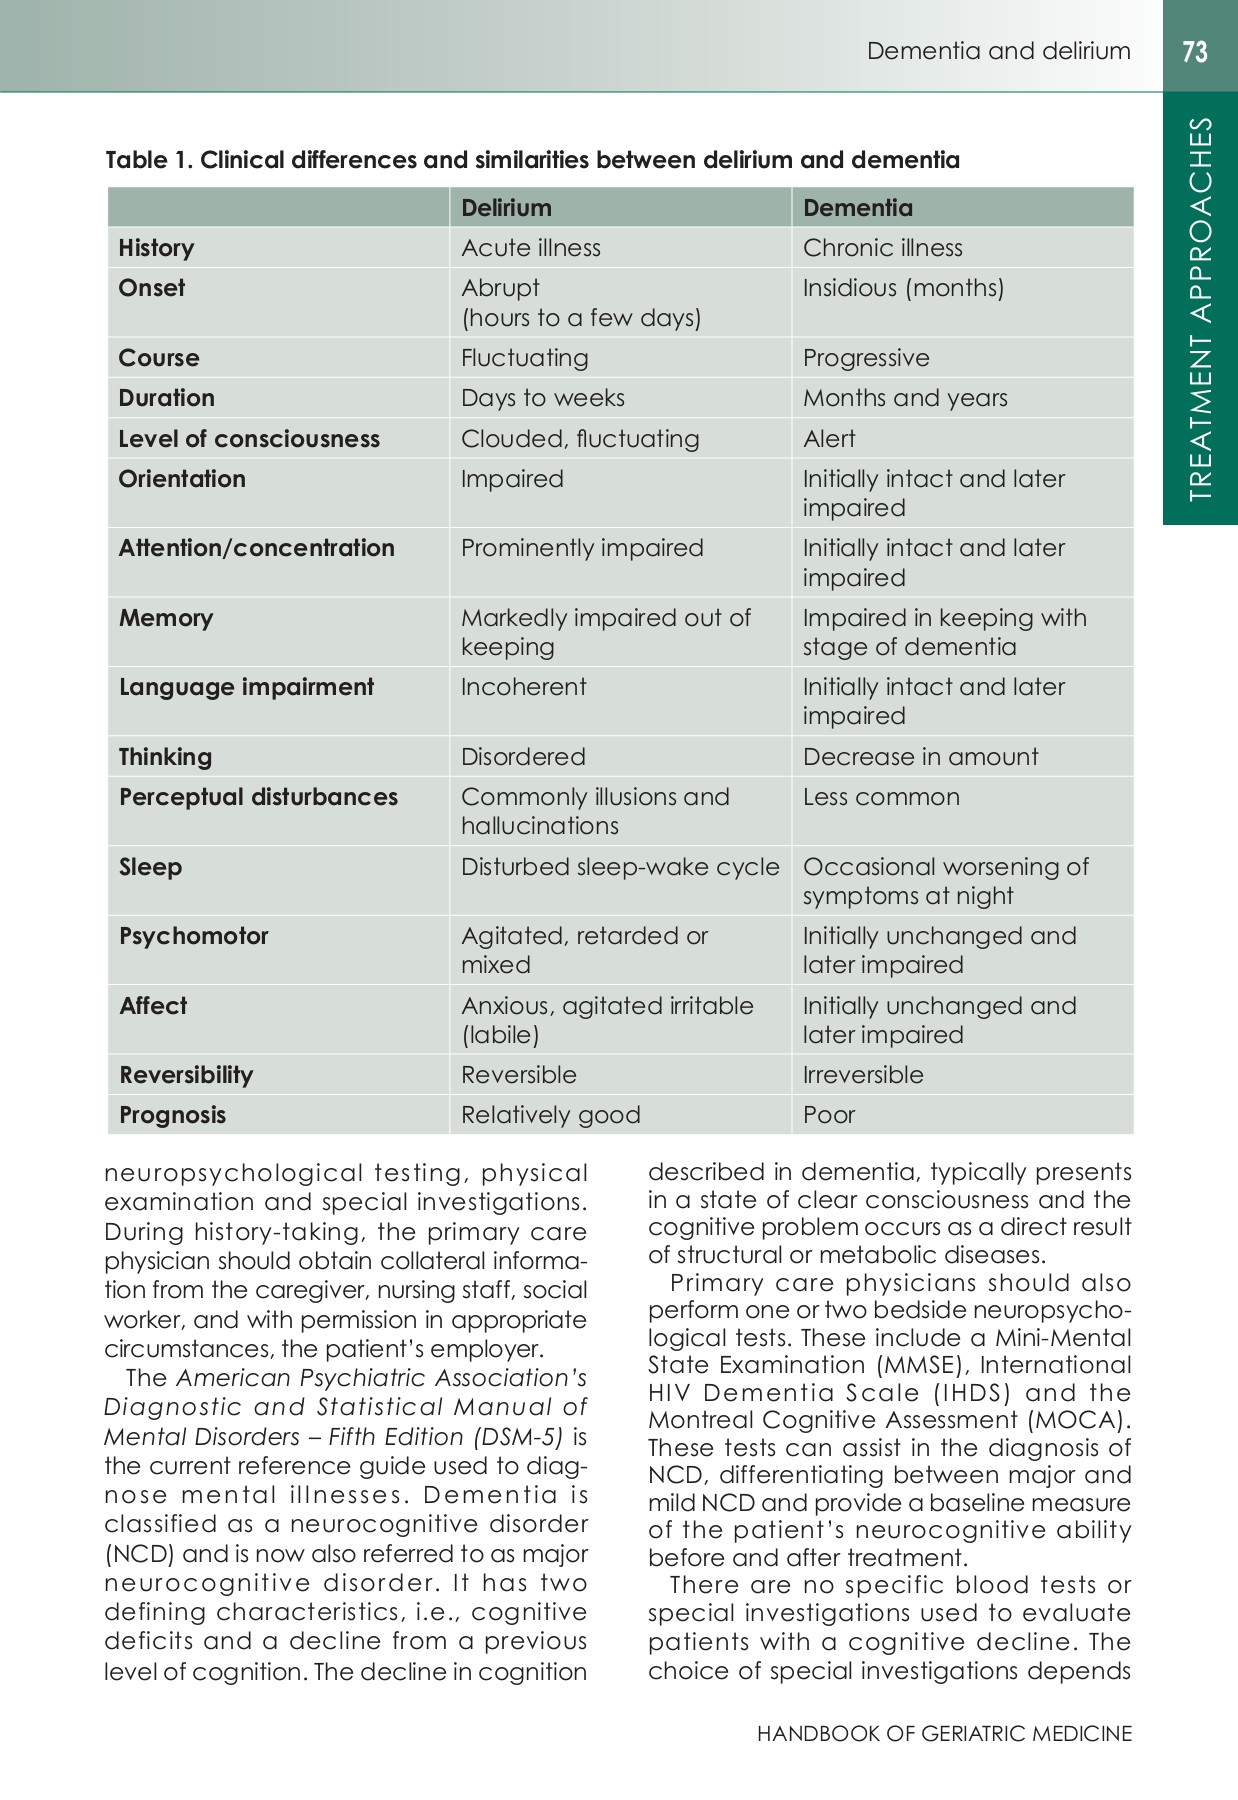 Dementia and delirium
73
TREATMENT APPROACHES
Table 1. Clinical differences and similarities between delirium and dementia
Delirium Dementia
History Acute illness Chronic illness
Onset Abrupt Insidious (months)
(hours to a few days)
Course Fluctuating Progressive
Duration Days to weeks Months and years
Level of consciousness Clouded, fluctuating Alert
Orientation Impaired Initially intact and later
impaired
Attention/concentration Prominently impaired Initially intact and later
impaired
Memory Markedly impaired out of Impaired in keeping with
keeping stage of dementia
Language impairment Incoherent Initially intact and later
impaired
Thinking Disordered Decrease in amount
Perceptual disturbances Commonly illusions and Less common
hallucinations
Sleep Disturbed sleep-wake cycle Occasional worsening of
symptoms at night
Psychomotor Agitated, retarded or Initially unchanged and
mixed later impaired
Affect Anxious, agitated irritable Initially unchanged and
(labile) later impaired
Reversibility Reversible Irreversible
Prognosis Relatively good Poor
neuropsychological testing, physical
examination and special investigations.
During history-taking, the primary care
physician should obtain collateral informa-
tion from the caregiver, nursing staff, social
worker, and with permission in appropriate
circumstances, the patient’s employer.
The American Psychiatric Association’s
Diagnostic and Statistical Manual of
Mental Disorders – Fifth Edition (DSM-5) is
the current reference guide used to diag-
nose mental illnesses. Dementia is
classified as a neurocognitive disorder
(NCD) and is now also referred to as major
neurocognitive disorder. It has two
defining characteristics, i.e., cognitive
deficits and a decline from a previous
level of cognition. The decline in cognition
described in dementia, typically presents
in a state of clear consciousness and the
cognitive problem occurs as a direct result
of structural or metabolic diseases.
Primary care physicians should also
perform one or two bedside neuropsycho-
logical tests. These include a Mini-Mental
State Examination (MMSE), International
HIV Dementia Scale (IHDS) and the
Montreal Cognitive Assessment (MOCA).
These tests can assist in the diagnosis of
NCD, differentiating between major and
mild NCD and provide a baseline measure
of the patient’s neurocognitive ability
before and after treatment.
There are no specific blood tests or
special investigations used to evaluate
patients with a cognitive decline. The
choice of special investigations depends
HANDBOOK OF GERIATRIC MEDICINE